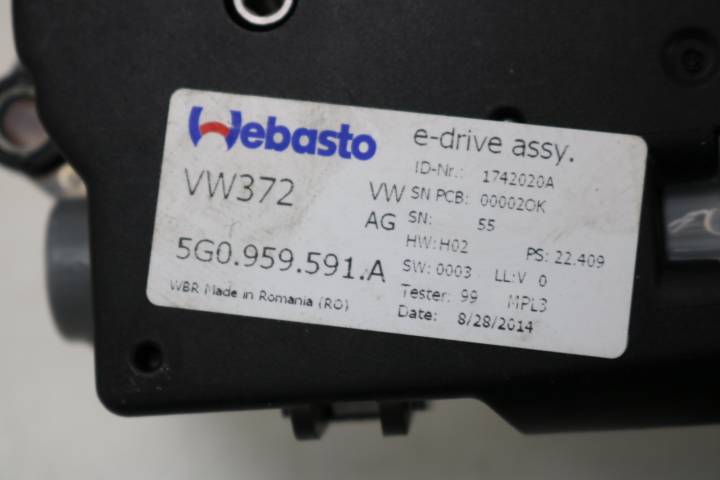 Webasto
e-drive assy.
VW372
VW AG
5G0.959.591.A
WBR Made in Romania (RO)
ID-Nr.: 1742020A
SN PCB: 00002OK
SN: 55
HW: H02 PS: 22.409
SW: 0003 LL:V 0
Tester: 99 MPL3
Date: 8/28/2014